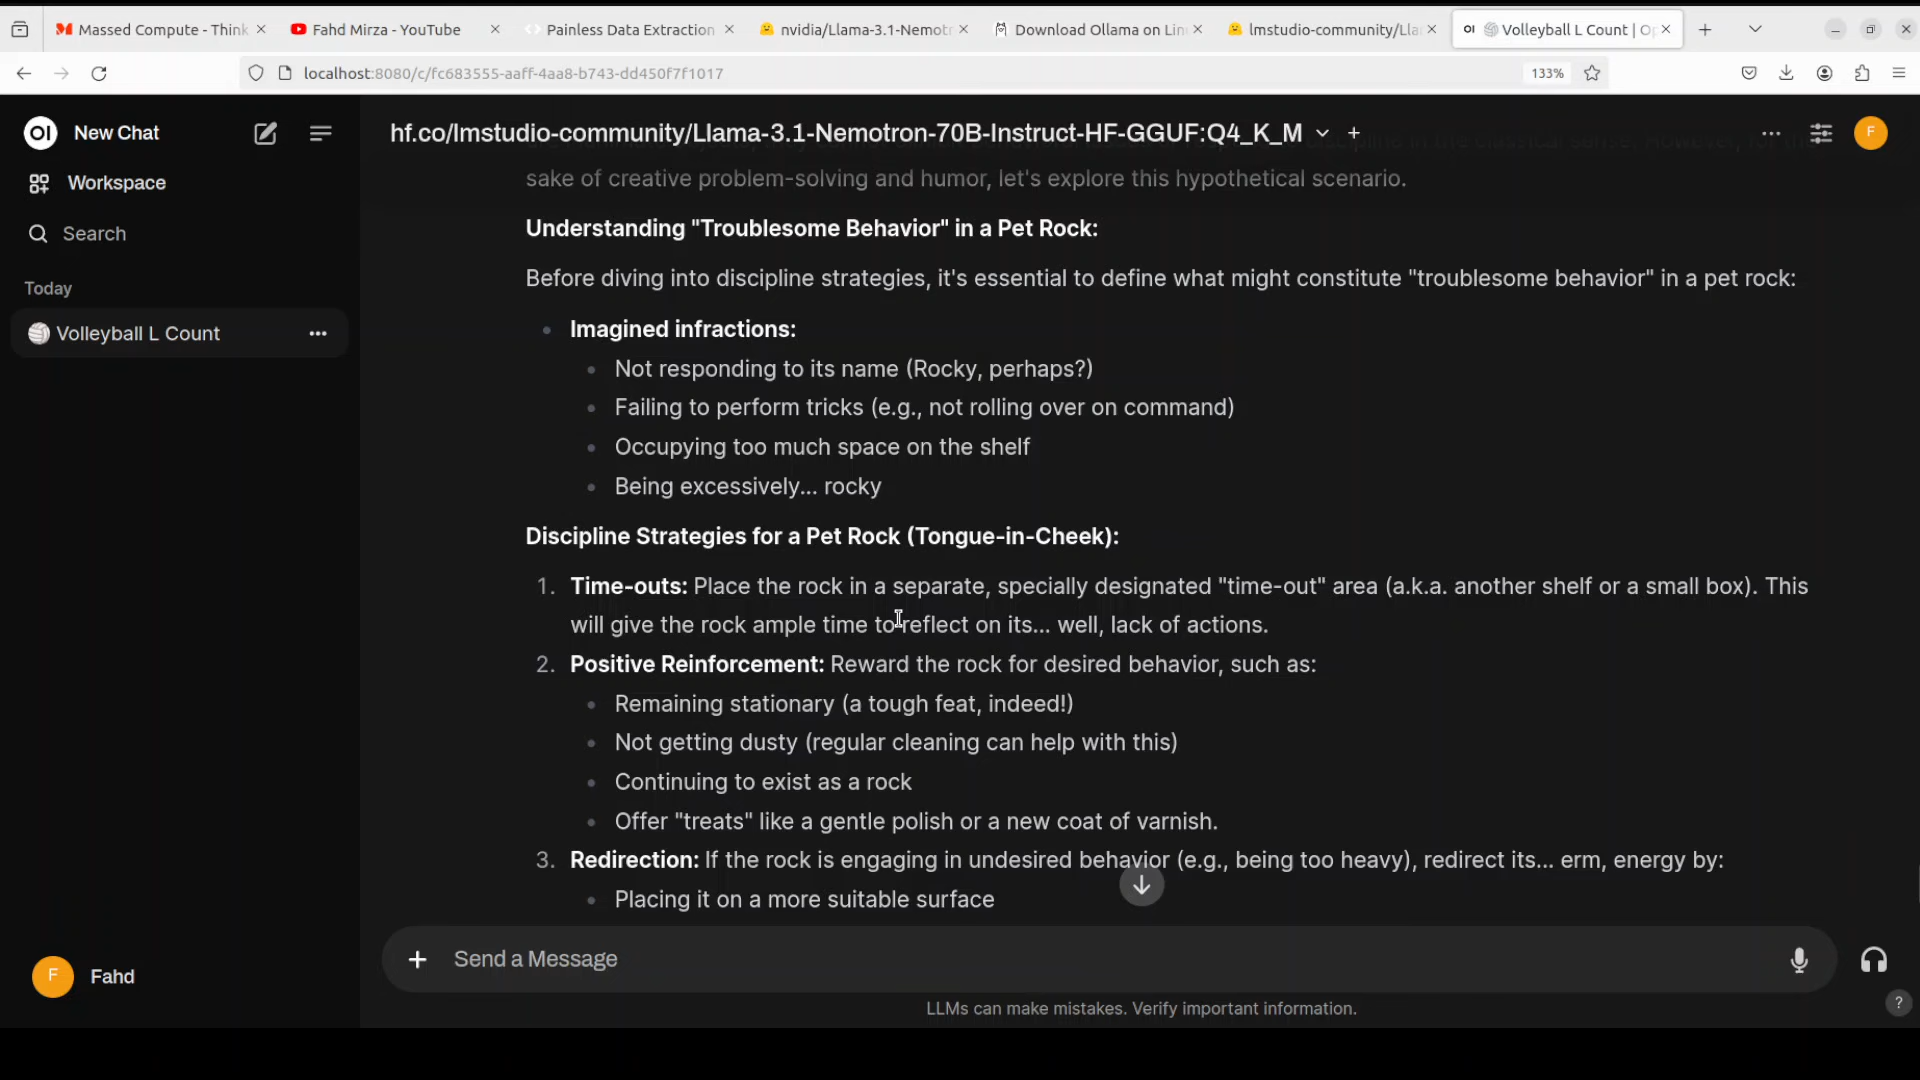 Massed Compute - Think
Fahd Mirza - YouTube
Painless Data Extraction
nvidia/Llama-3.1-Nemotr
Download Ollama on Lin
lmstudio-community/Lla
OI Volleyball L Count | O
localhost:8080/c/fc683555-aaff-4aa8-b743-dd450f7f1017
133%
OI New Chat
Workspace
Search
Today
Volleyball L Count
F Fahd
hf.co/lmstudio-community/Llama-3.1-Nemotron-70B-Instruct-HF-GGUF:Q4_K_M
F
discipline in the classical sense. However, for
sake of creative problem-solving and humor, let's explore this hypothetical scenario.
Understanding "Troublesome Behavior" in a Pet Rock:
Before diving into discipline strategies, it's essential to define what might constitute "troublesome behavior" in a pet rock:
Imagined infractions:
Not responding to its name (Rocky, perhaps?)
Failing to perform tricks (e.g., not rolling over on command)
Occupying too much space on the shelf
Being excessively... rocky
Discipline Strategies for a Pet Rock (Tongue-in-Cheek):
1. Time-outs: Place the rock in a separate, specially designated "time-out" area (a.k.a. another shelf or a small box). This
will give the rock ample time to reflect on its... well, lack of actions.
2. Positive Reinforcement: Reward the rock for desired behavior, such as:
Remaining stationary (a tough feat, indeed!)
Not getting dusty (regular cleaning can help with this)
Continuing to exist as a rock
Offer "treats" like a gentle polish or a new coat of varnish.
3. Redirection: If the rock is engaging in undesired behavior (e.g., being too heavy), redirect its... erm, energy by:
Placing it on a more suitable surface
Send a Message
LLMs can make mistakes. Verify important information.
?